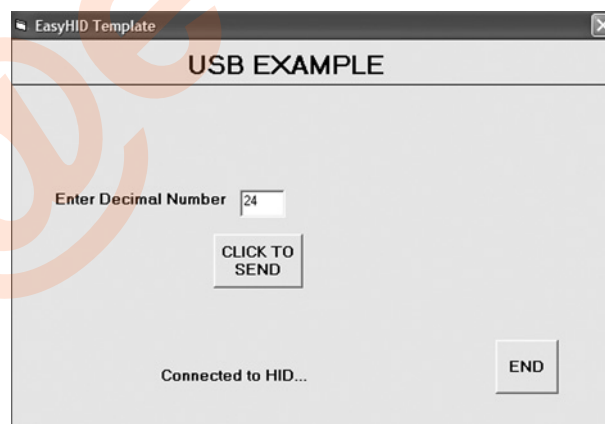 EasyHID Template
USB EXAMPLE
Enter Decimal Number 24
CLICK TO
SEND
Connected to HID...
END